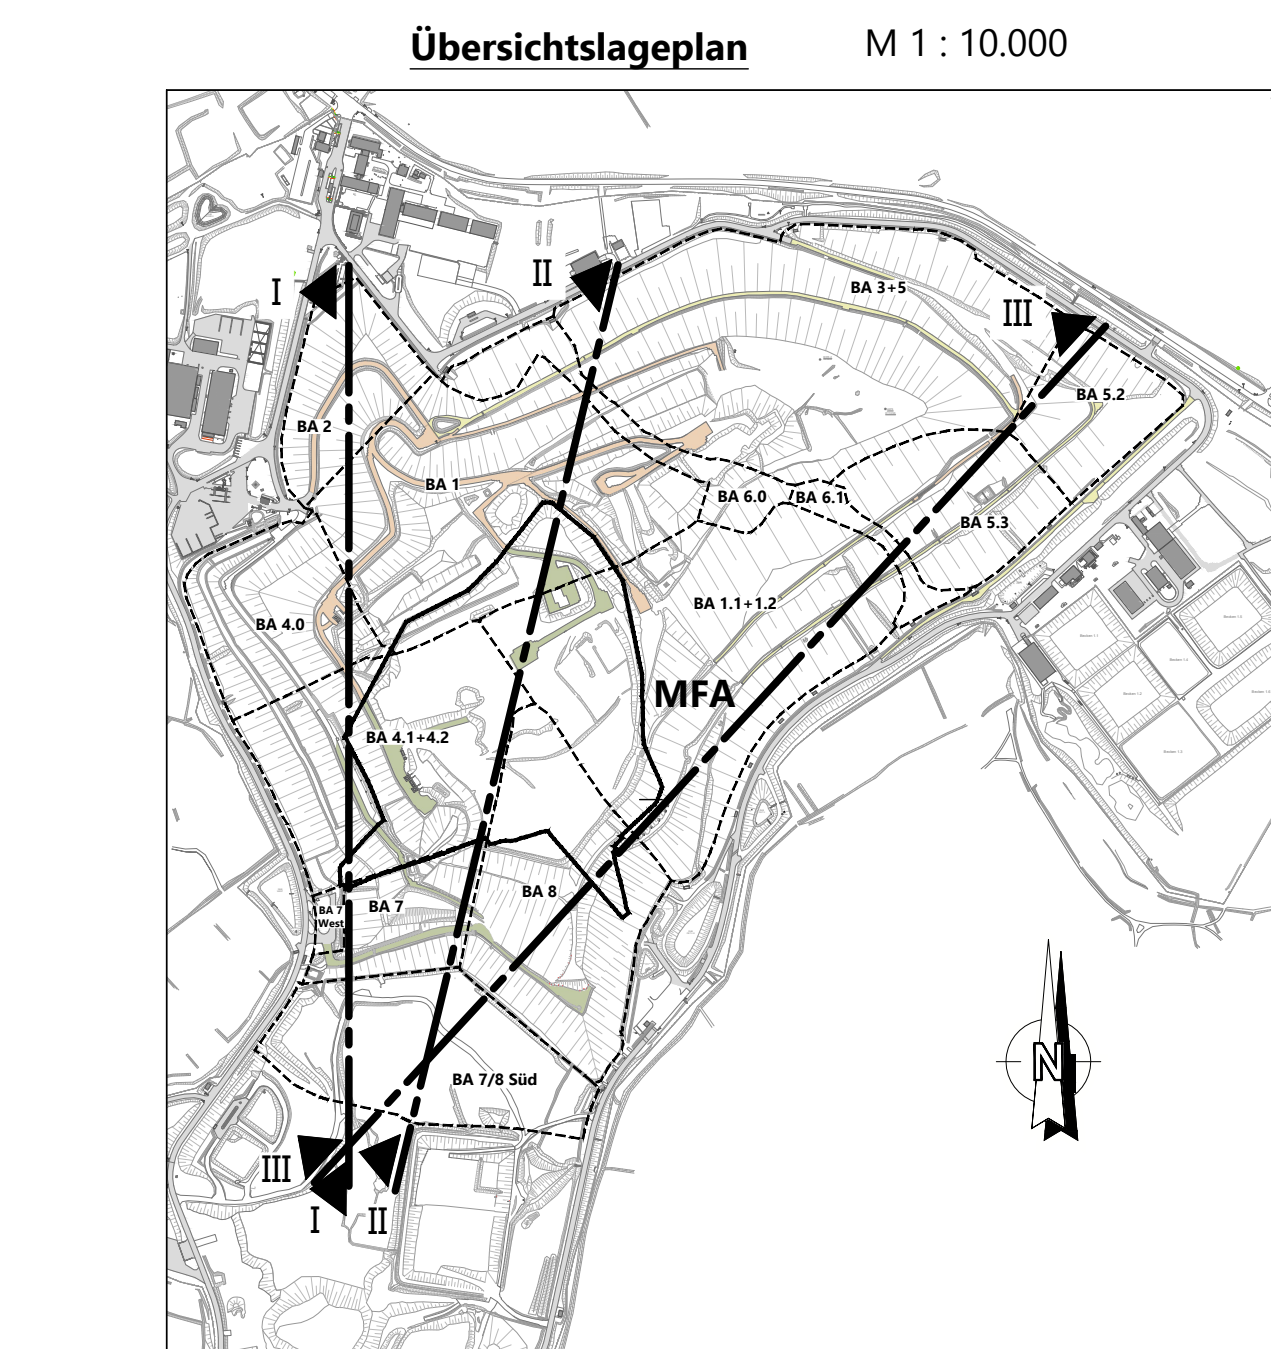 Übersichtslageplan M 1 : 10.000
II
I
BA 3+5
III
BA 5.2
BA 2
BA 1
BA 6.0
BA 6.1
BA 5.3
BA 4.0
BA 1.1+1.2
MFA
BA 4.1+4.2
BA 8
BA 7
BA 7
West
N
BA 7/8 Süd
III
I
II